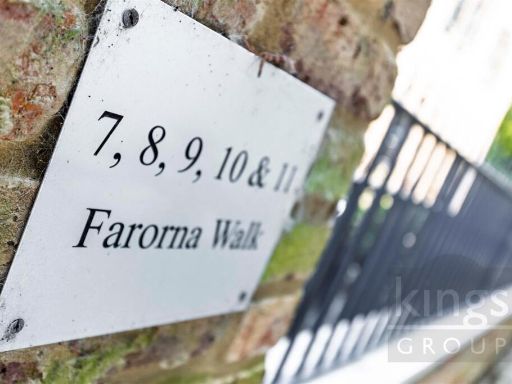 7, 8, 9, 10 & 11
Farorna Walk
kings
GROUP